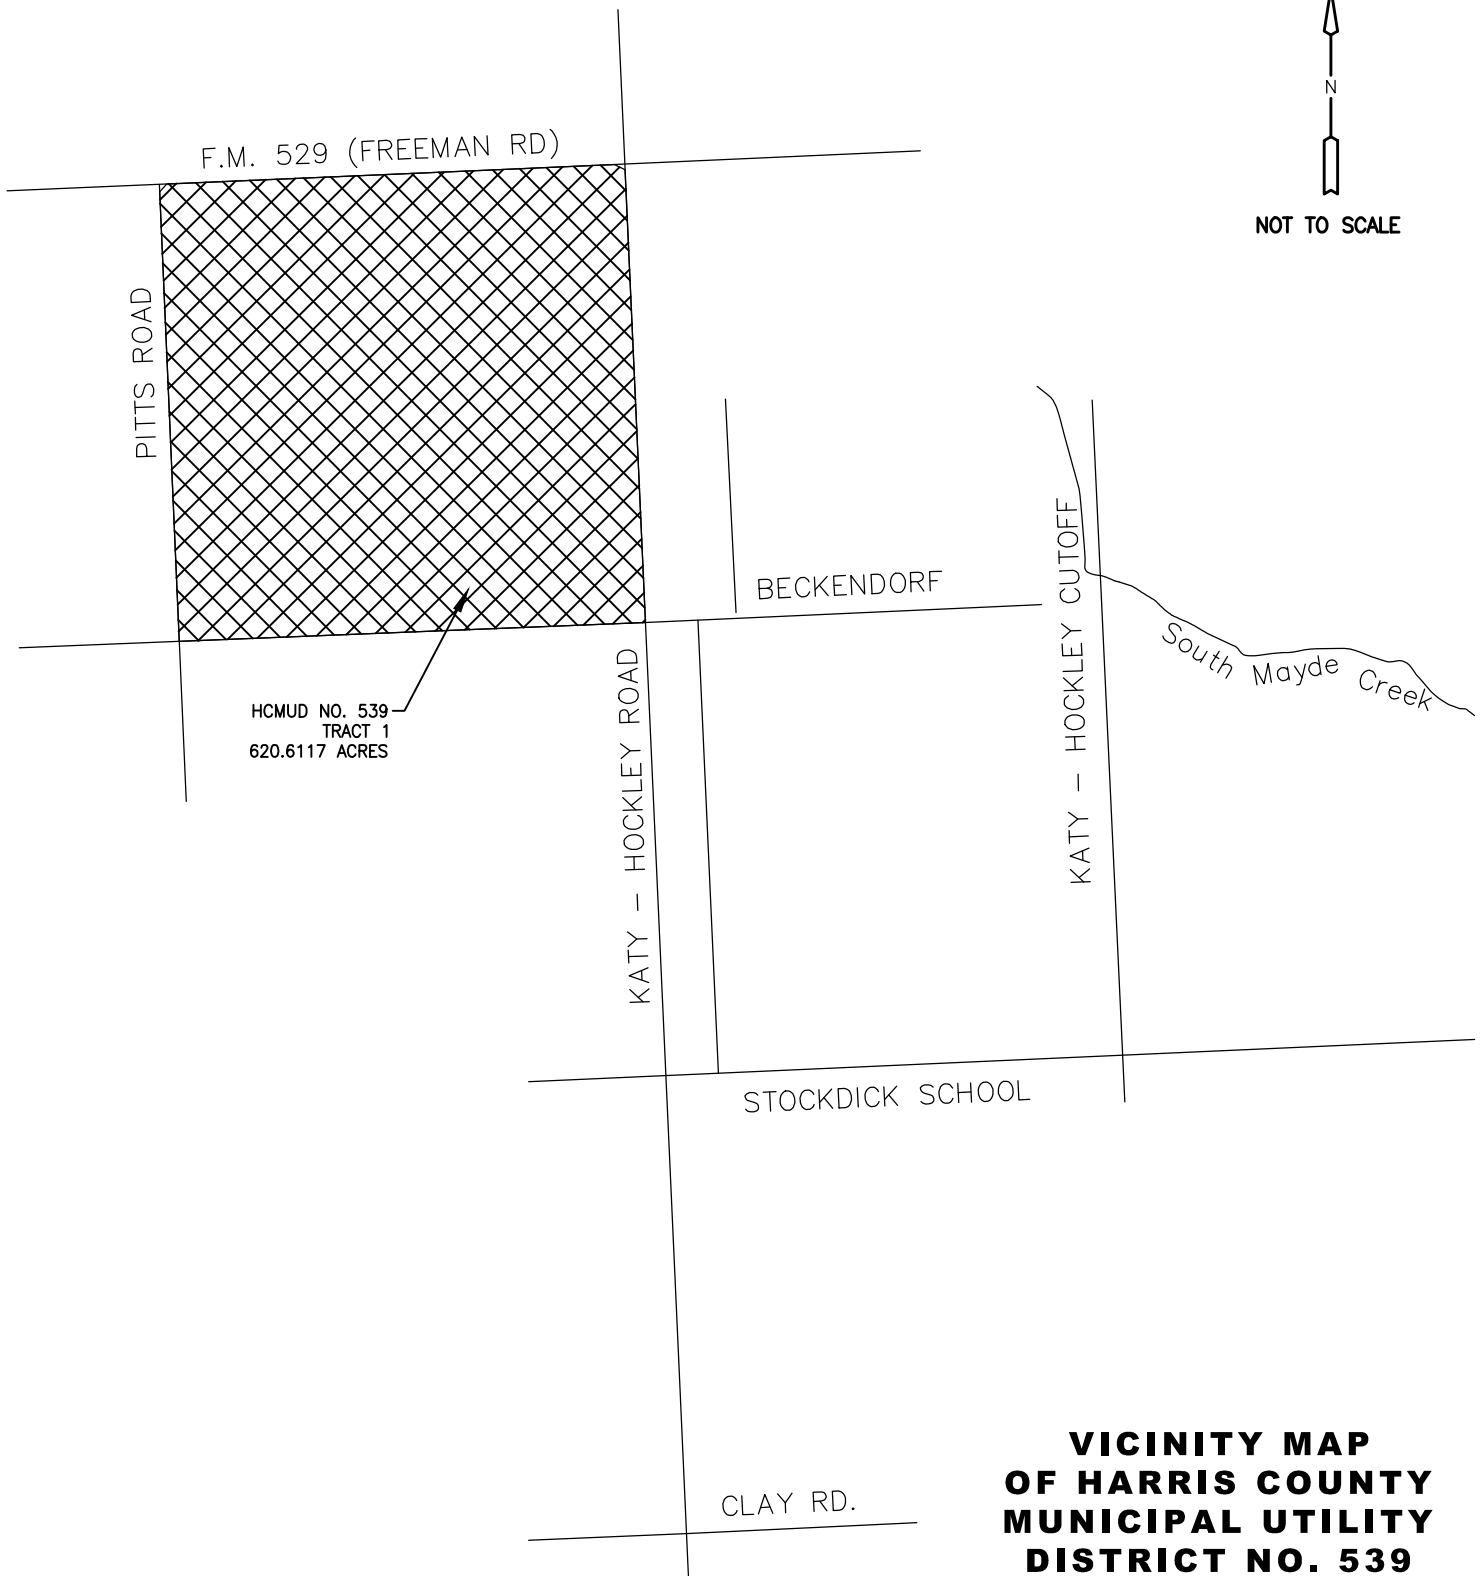 N
NOT TO SCALE
F.M. 529 (FREEMAN RD)
PITTS ROAD
BECKENDORF
KATY - HOCKLEY CUTOFF
South Mayde Creek
HCMUD NO. 539
TRACT 1
620.6117 ACRES
KATY - HOCKLEY ROAD
STOCKDICK SCHOOL
CLAY RD.
VICINITY MAP
OF HARRIS COUNTY
MUNICIPAL UTILITY
DISTRICT NO. 539